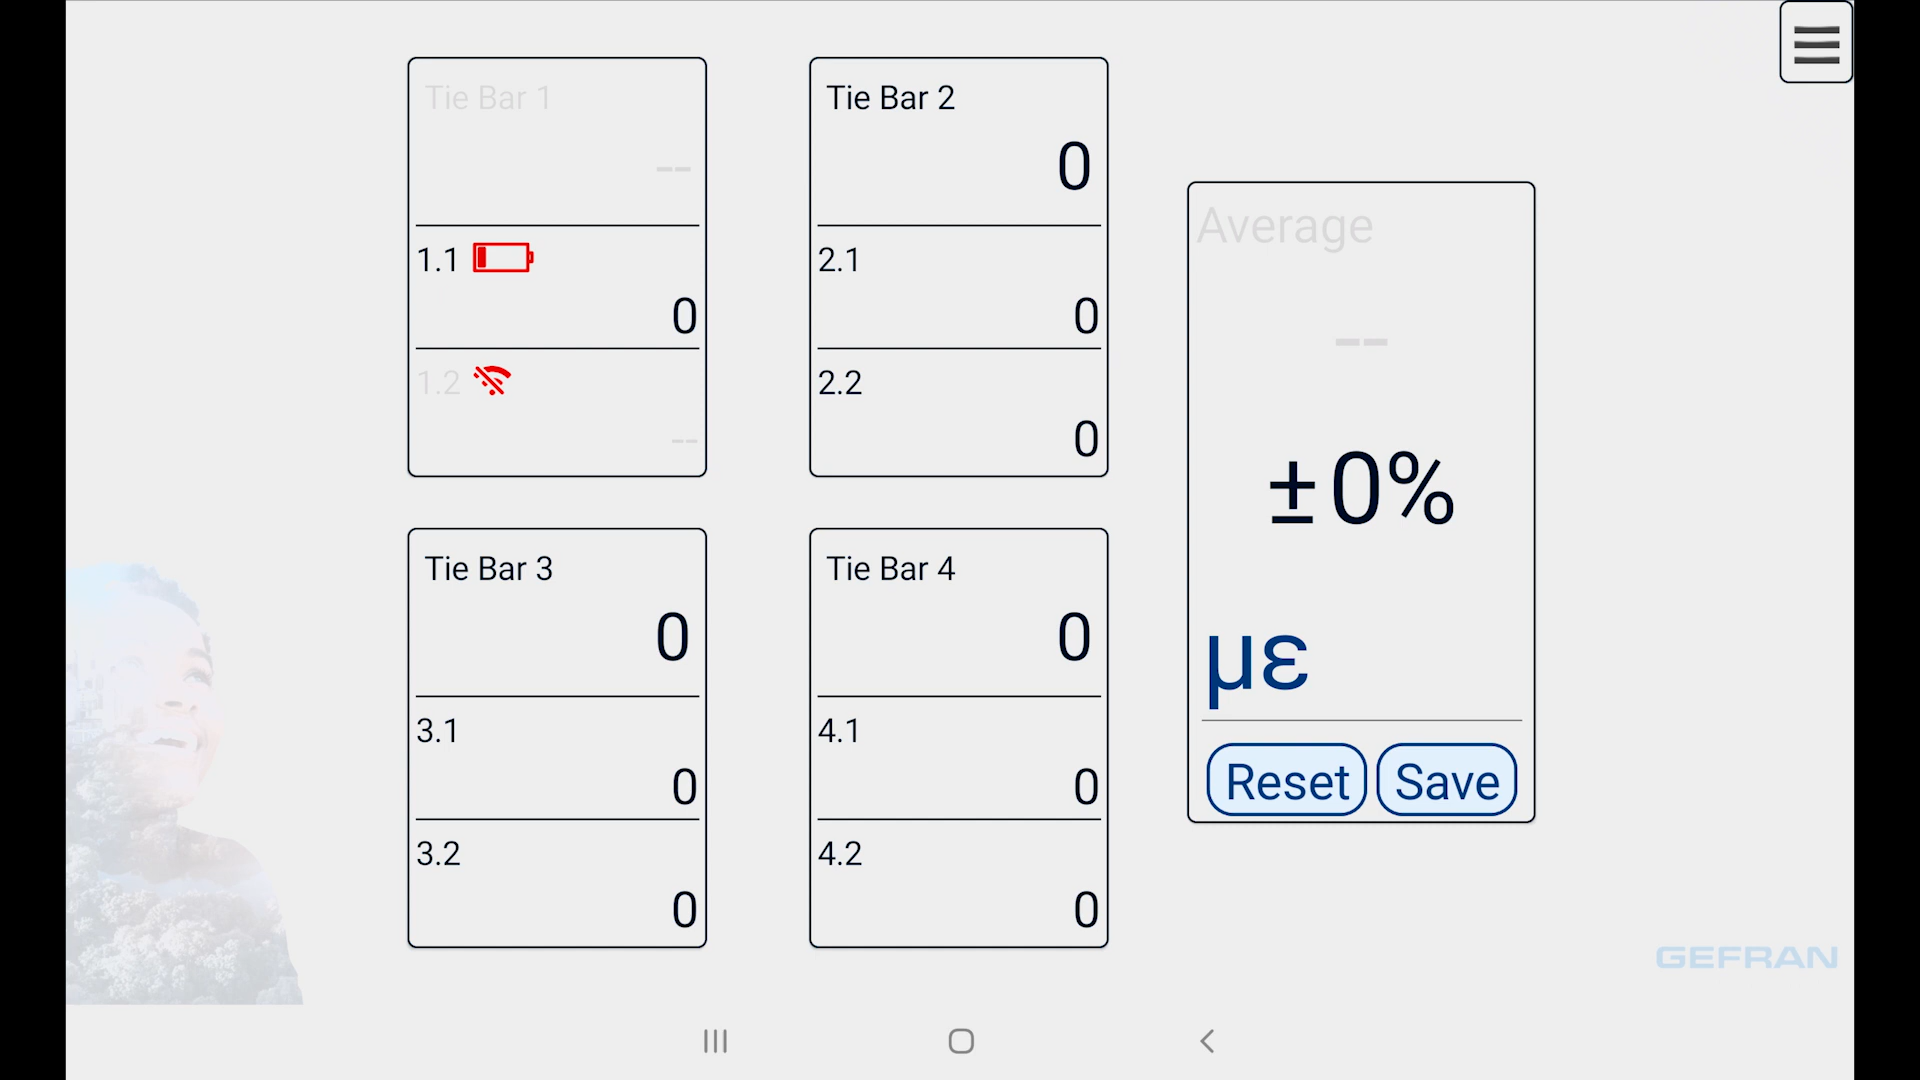 Tie Bar 1
--
1.1
0
1.2
--
Tie Bar 2
0
2.1
0
2.2
0
Tie Bar 3
0
3.1
0
3.2
0
Tie Bar 4
0
4.1
0
4.2
0
Average
--
±0%
με
Reset Save
GEFRAN